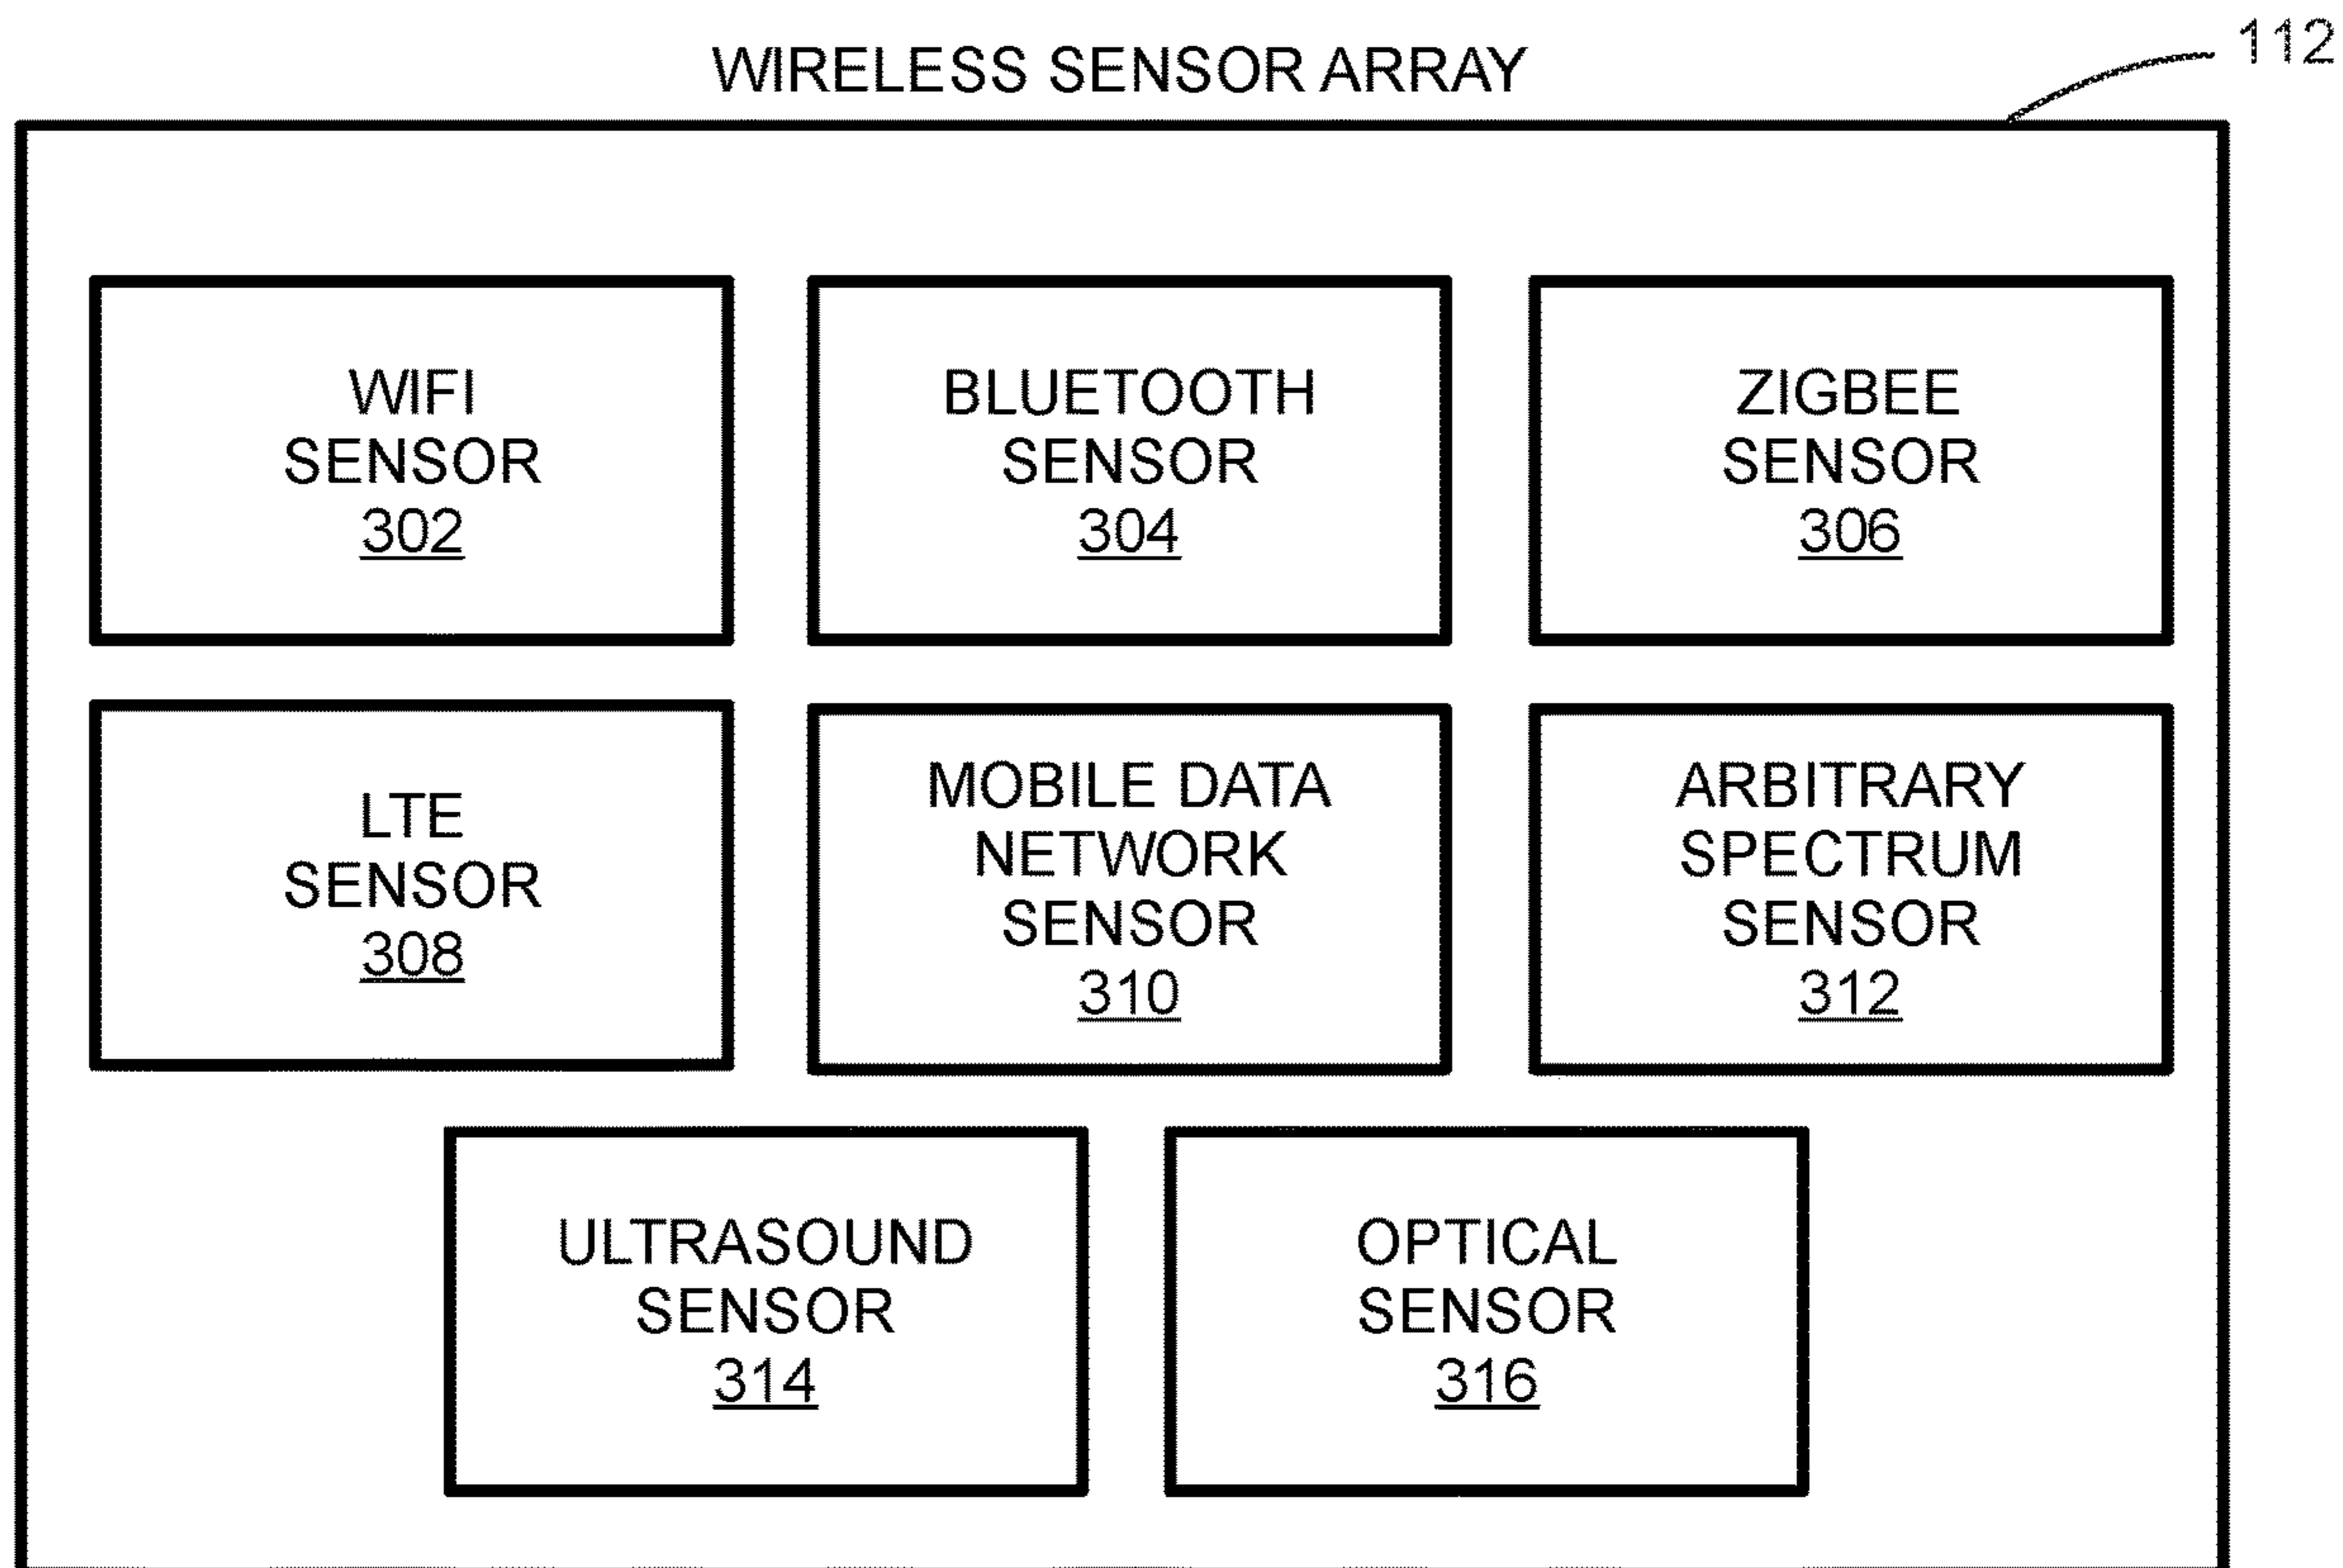 WIRELESS SENSOR ARRAY
112
WIFI
SENSOR
302
BLUETOOTH
SENSOR
304
ZIGBEE
SENSOR
306
LTE
SENSOR
308
MOBILE DATA
NETWORK
SENSOR
310
ARBITRARY
SPECTRUM
SENSOR
312
ULTRASOUND
SENSOR
314
OPTICAL
SENSOR
316